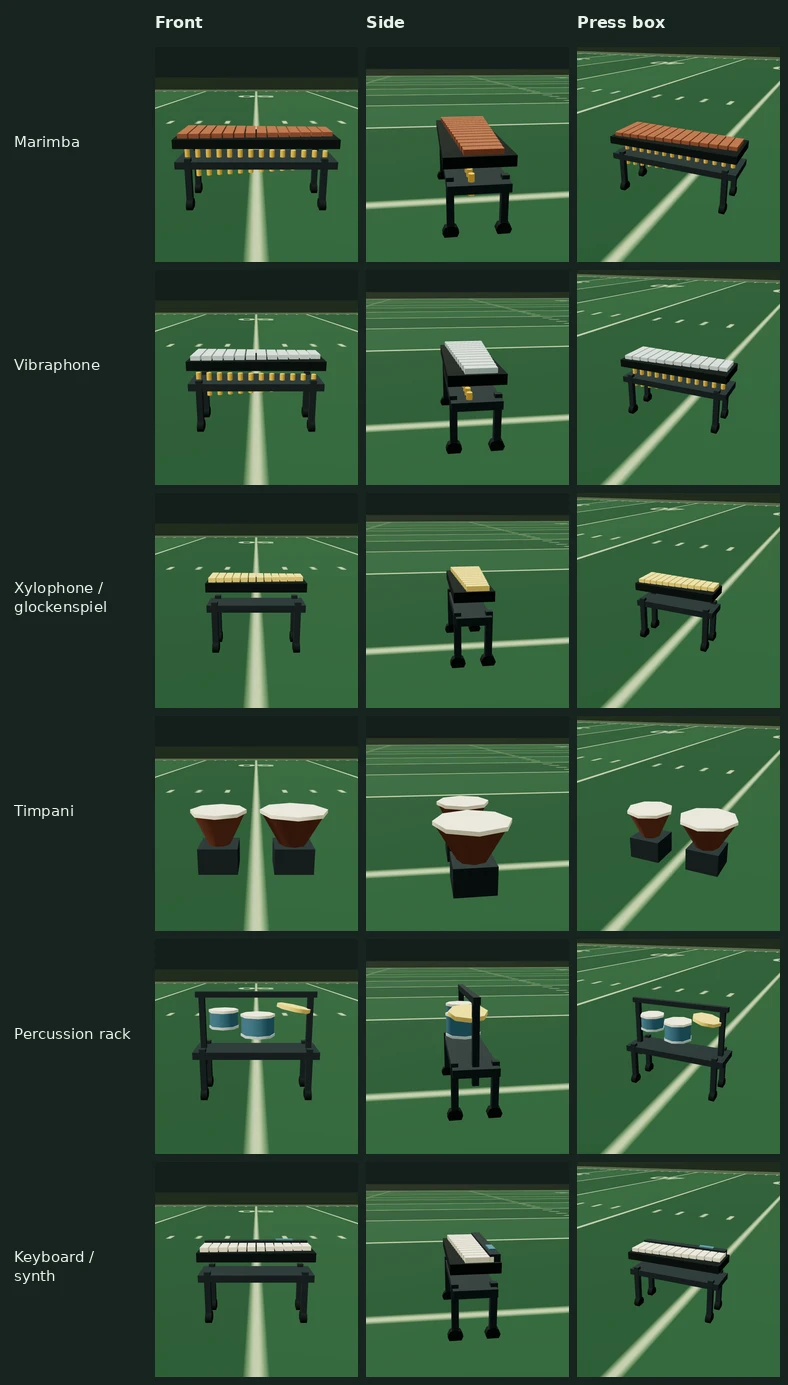 Front Side Press box
Marimba
Vibraphone
Xylophone /
glockenspiel
Timpani
Percussion rack
Keyboard /
synth